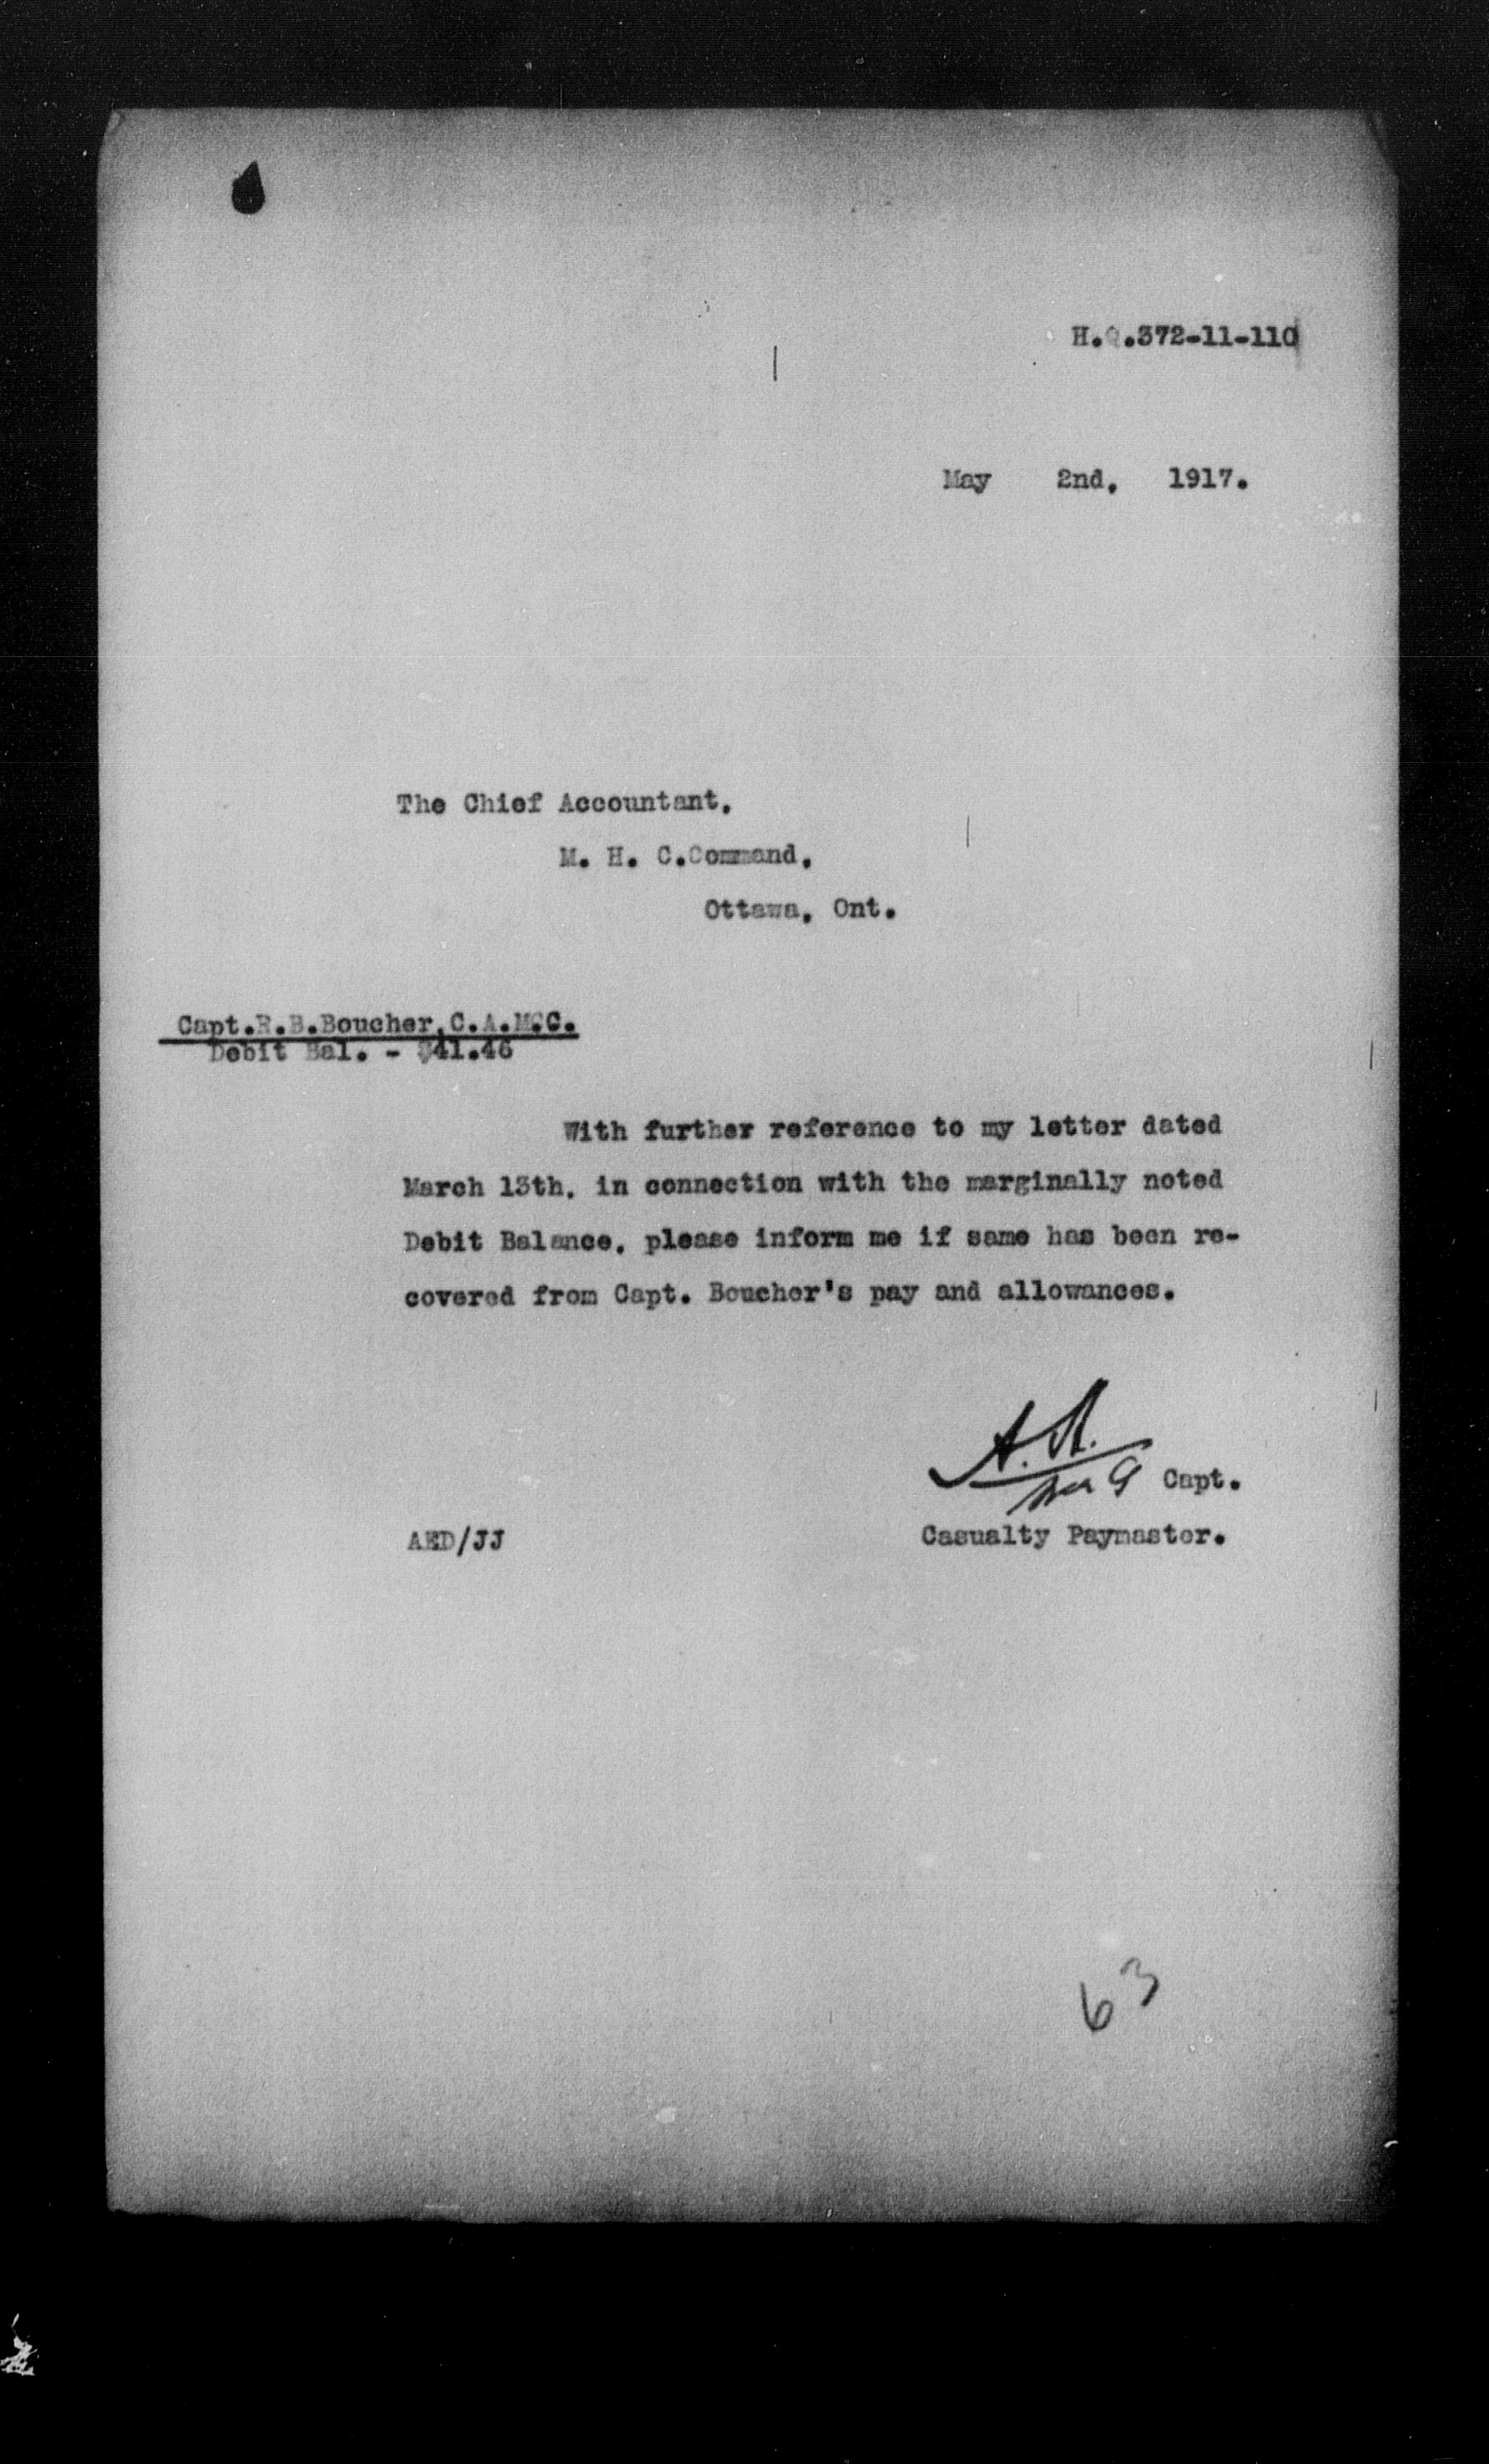 H.Q.372-11-110
May 2nd. 1917.
The Chief Accountant,
M. H. C.Command,
Ottawa, Ont.
Capt.R.B.Boucher,C.A.M.C.
Debit Bal. - $41.46
With further reference to my letter dated
March 13th, in connection with the marginally noted
Debit Balance, please inform me if same has been re-
covered from Capt. Boucher's pay and allowances.
Capt.
AED/JJ
Casualty Paymaster.
63